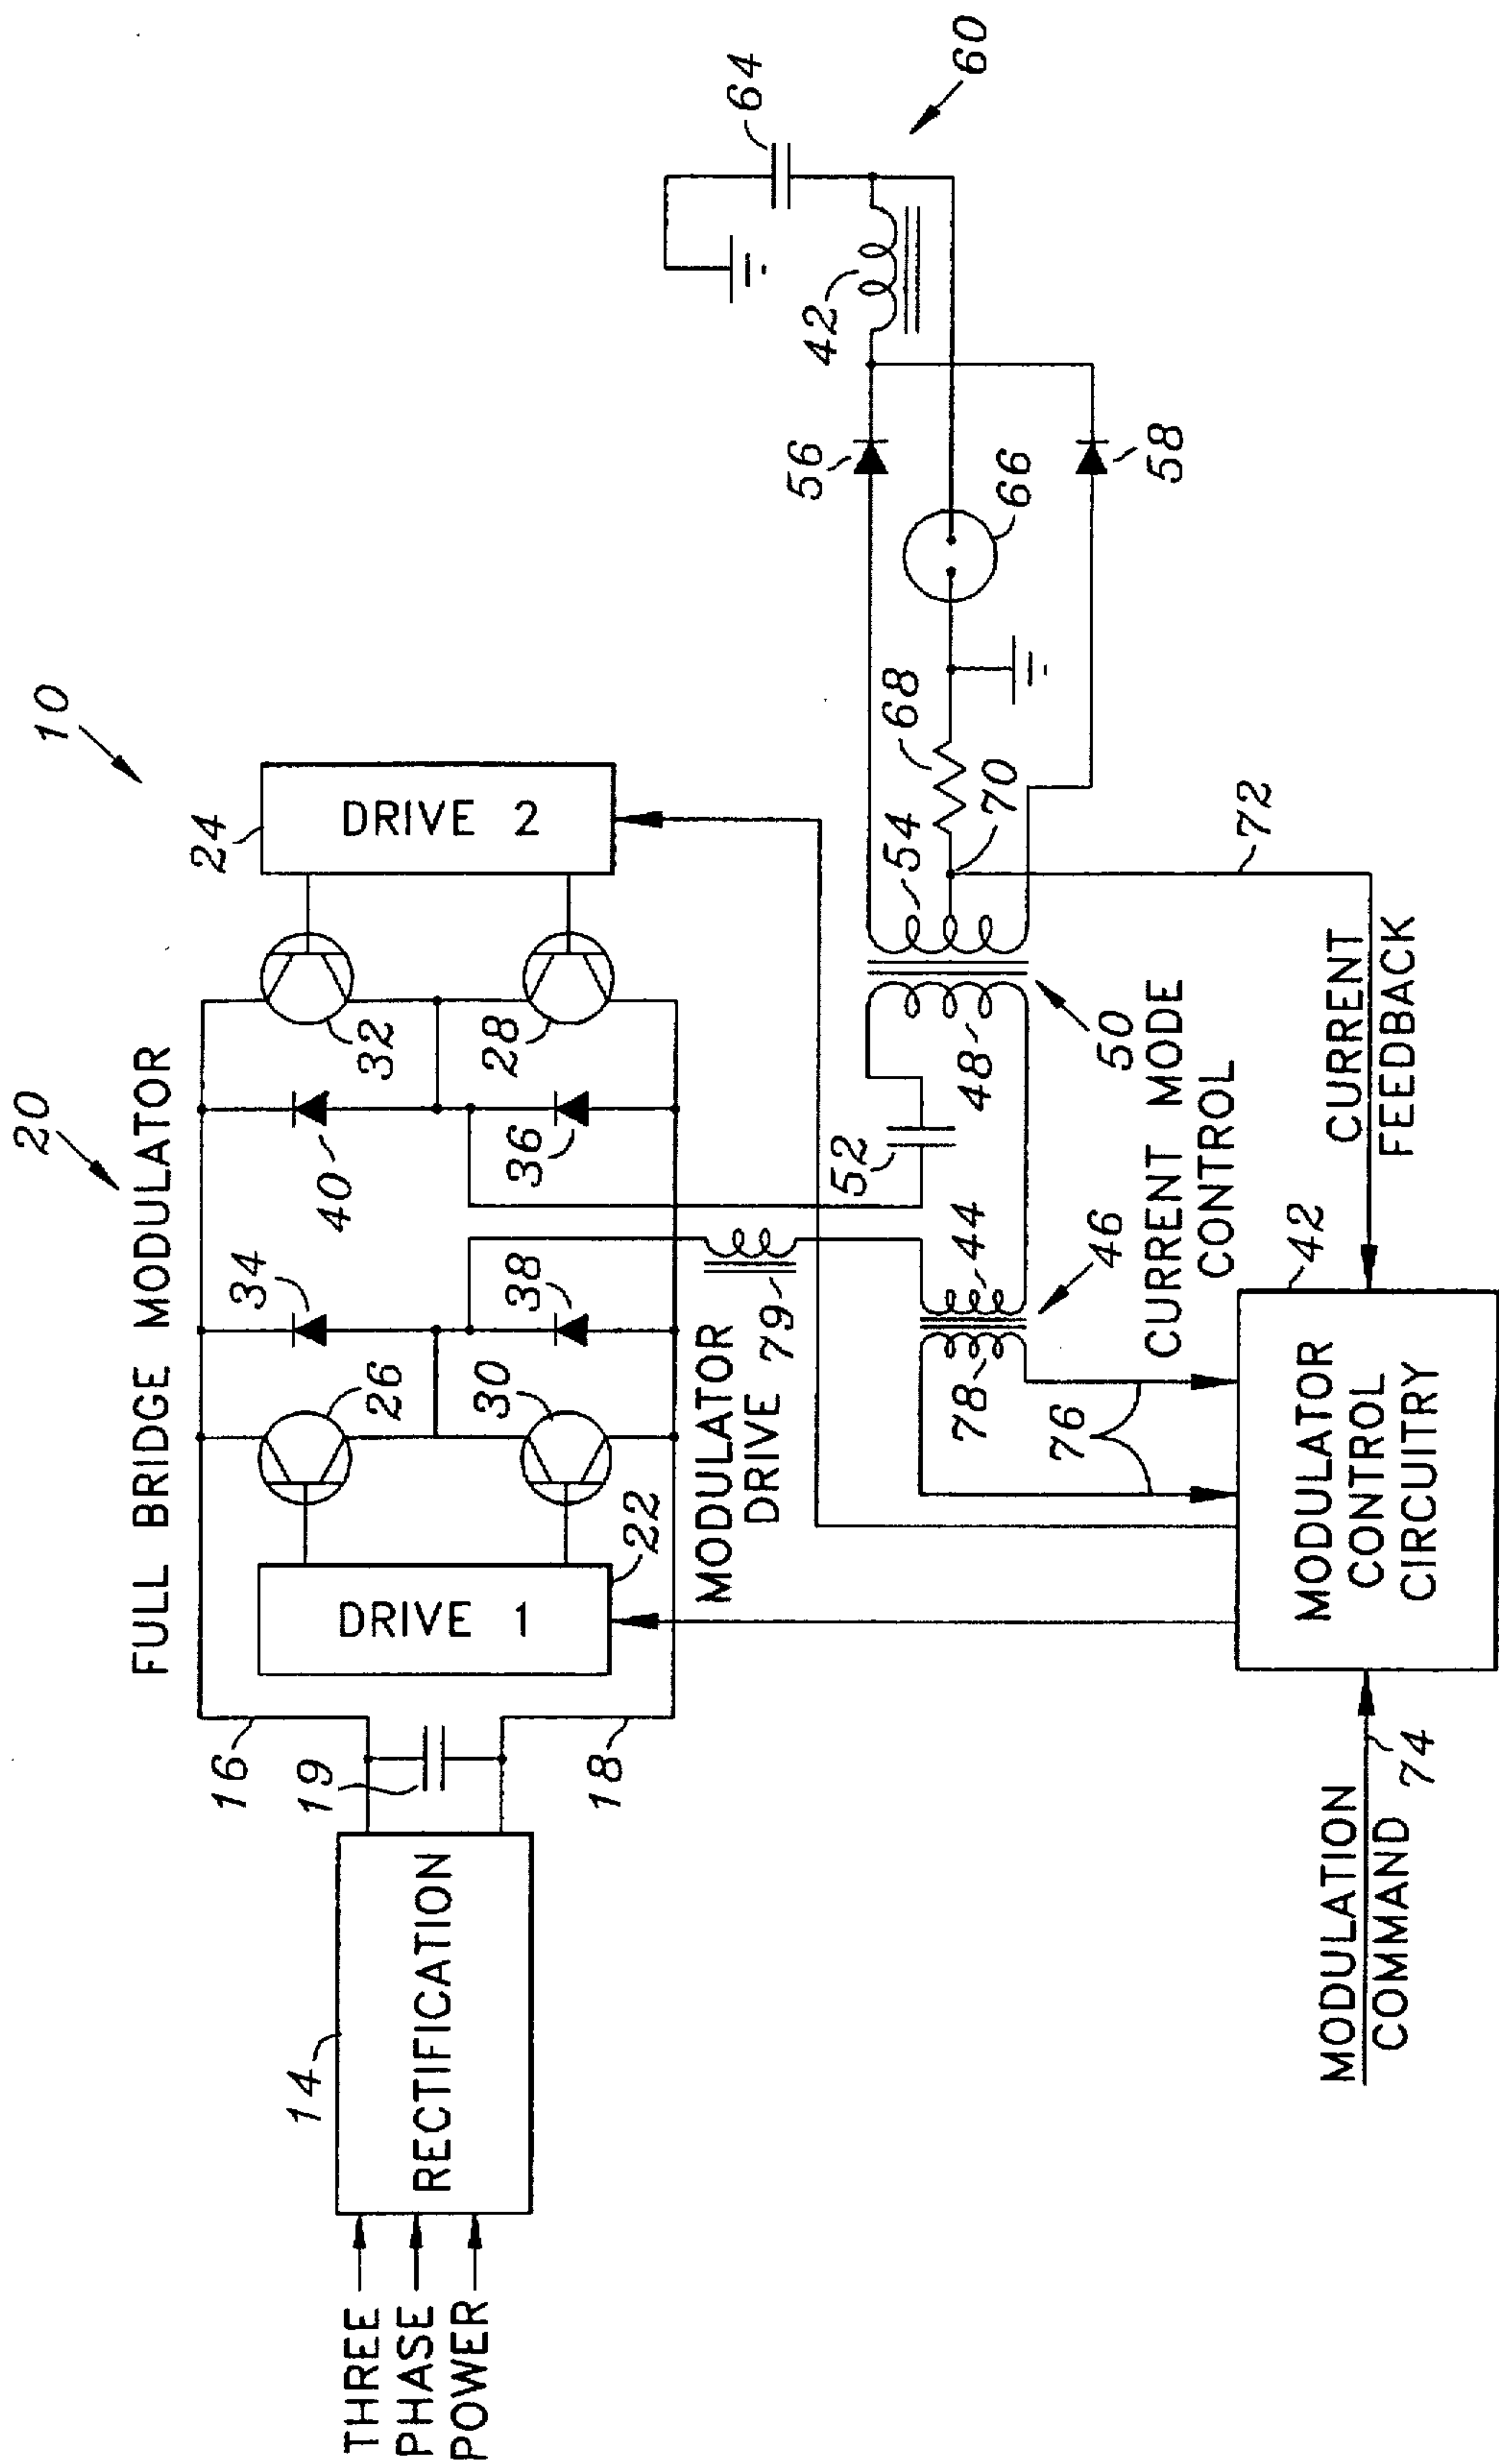 10
20
FULL BRIDGE MODULATOR
24
DRIVE 2
32
28
40
36
34
38
26
30
DRIVE 1
22
16
19
18
14
RECTIFICATION
THREE
PHASE
POWER
MODULATOR
DRIVE
79
52
48
54
50
68
70
72
56
58
66
42
64
60
44
46
78
76
CURRENT MODE
CONTROL
CURRENT
FEEDBACK
42
MODULATOR
CONTROL
CIRCUITRY
MODULATION
COMMAND
74